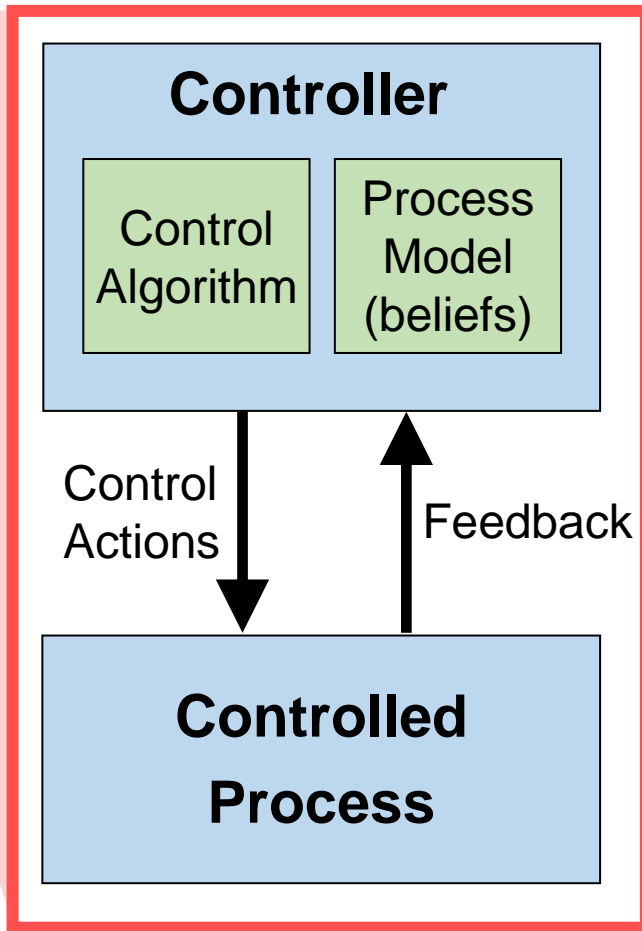 Controller
Control
Algorithm
Process
Model
(beliefs)
Control
Actions
Feedback
Controlled
Process